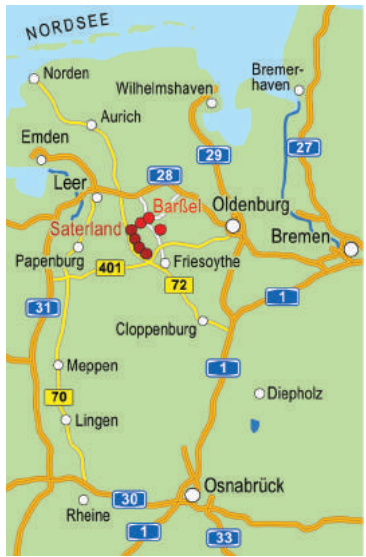 NORDSEE
Norden
Wilhelmshaven
Bremer-
haven
Aurich
Emden
27
29
28
Leer
Barßel
Oldenburg
Saterland
Bremen
Papenburg
401
Friesoythe
72
31
1
Cloppenburg
Meppen
1
Diepholz
70
Lingen
Osnabrück
30
Rheine
1
33